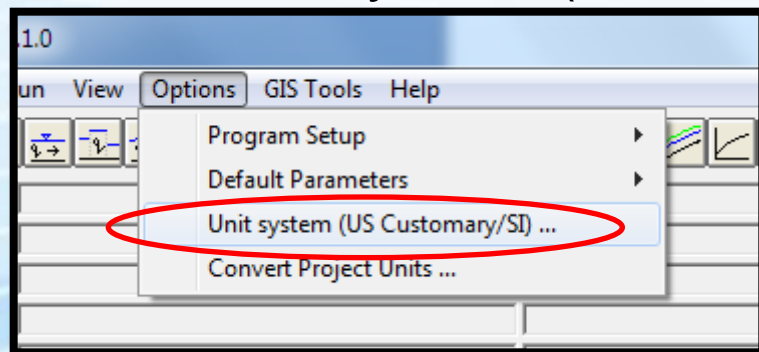 .1.0
un View Options GIS Tools Help
Program Setup
Default Parameters
Unit system (US Customary/SI) ...
Convert Project Units ...